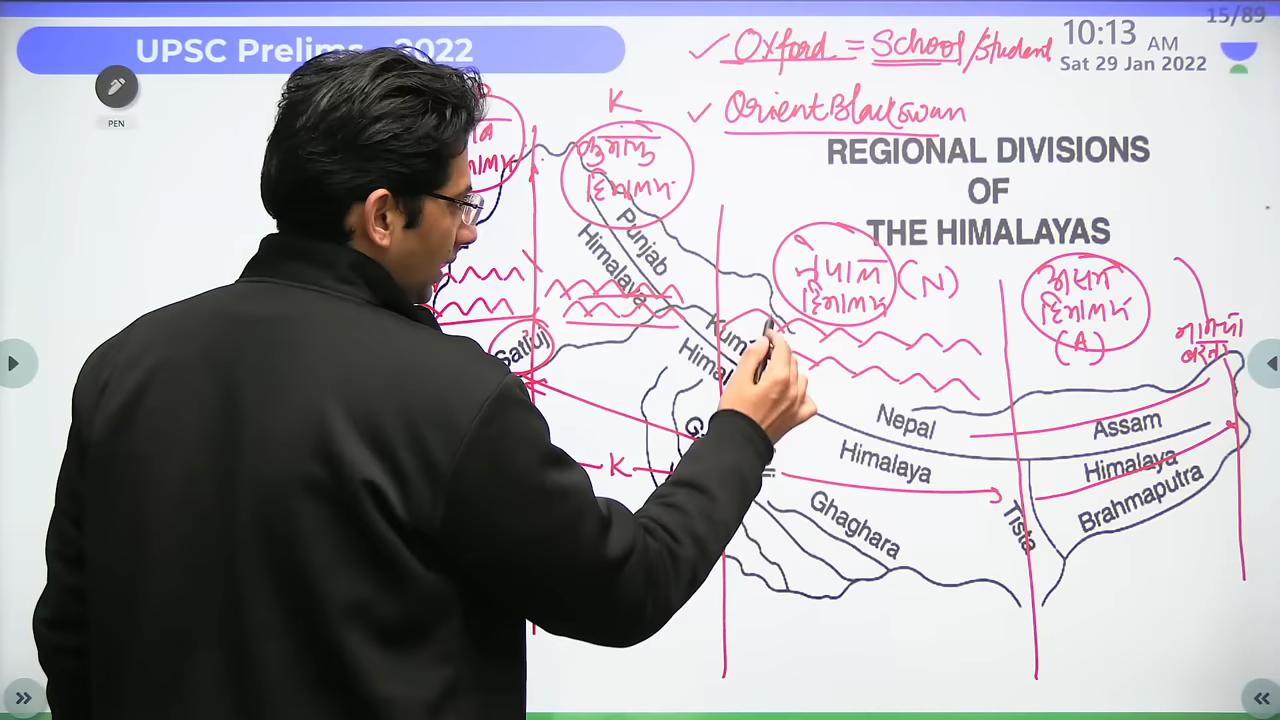 15/89
UPSC Prelims - 2022
10:13 AM
Sat 29 Jan 2022
PEN
✓ Oxford = School/Student
✓ Orient Blackswan
REGIONAL DIVISIONS
OF
THE HIMALAYAS
K
હિમાલય
નેપાલ
હિમાલય
(N)
આસામ
હિમાલય
(A)
Punjab
Himalaya
Satluj
Nepal
Himalaya
Assam
Himalaya
Brahmaputra
K
Ghaghara
Tista